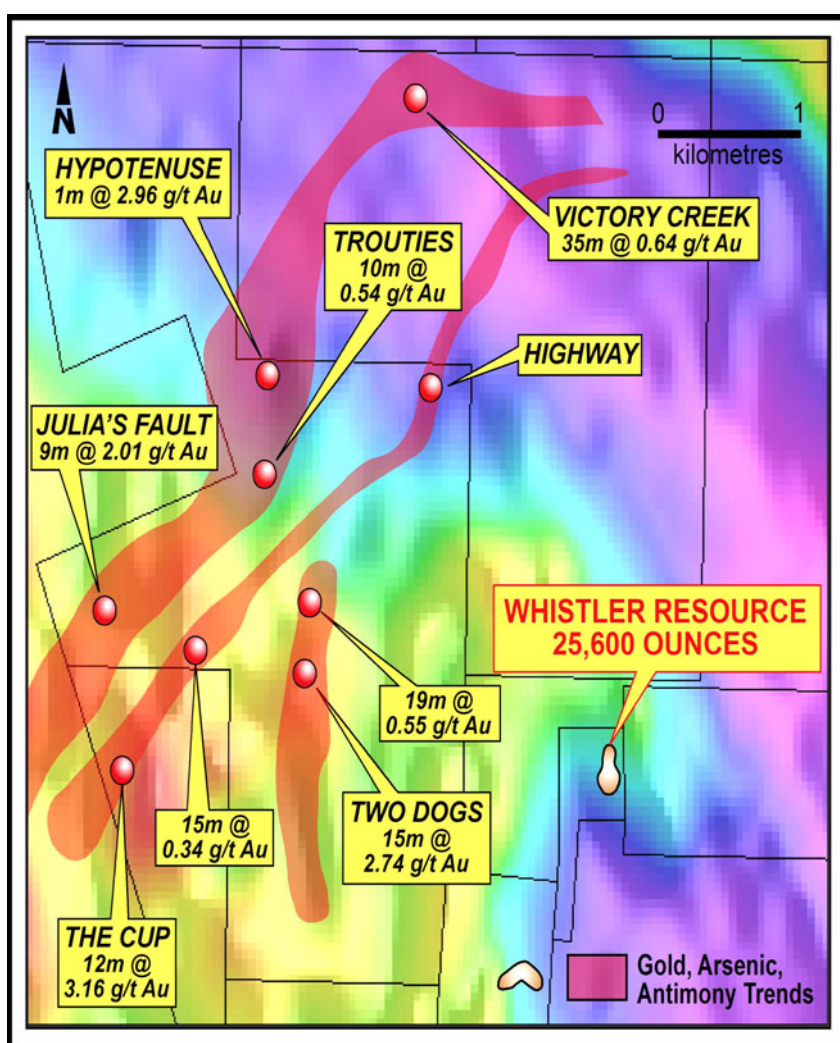 N
0 1
kilometres
HYPOTENUSE
1m @ 2.96 g/t Au
VICTORY CREEK
35m @ 0.64 g/t Au
TROUTIES
10m @
0.54 g/t Au
HIGHWAY
JULIA'S FAULT
9m @ 2.01 g/t Au
WHISTLER RESOURCE
25,600 OUNCES
19m @
0.55 g/t Au
15m @
0.34 g/t Au
TWO DOGS
15m @
2.74 g/t Au
THE CUP
12m @
3.16 g/t Au
Gold, Arsenic,
Antimony Trends